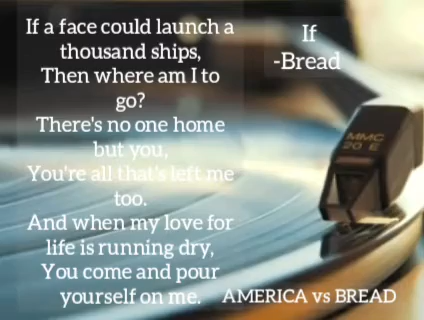 If a face could launch a
thousand ships,
Then where am I to
go?
There's no one home
but you,
You're all that's left me
too.
And when my love for
life is running dry,
You come and pour
yourself on me.
If
-Bread
MMC
20 E
AMERICA vs BREAD